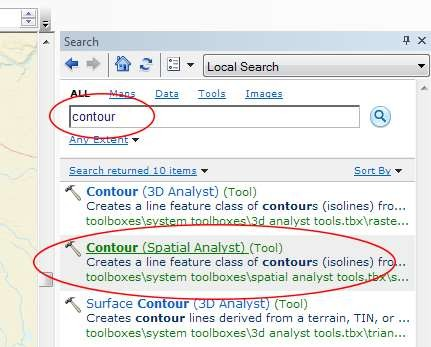 Search
Local Search
ALL Maps Data Tools Images
contour
Any Extent
Search returned 10 items Sort By
Contour (3D Analyst) (Tool)
Creates a line feature class of contours (isolines) fro...
toolboxes\system toolboxes\3d analyst tools.tbx\raste...
Contour (Spatial Analyst) (Tool)
Creates a line feature class of contours (isolines) fro...
toolboxes\system toolboxes\spatial analyst tools.tbx\s...
Surface Contour (3D Analyst) (Tool)
Creates contour lines derived from a terrain, TIN, or ...
toolboxes\system toolboxes\3d analyst tools.tbx\trian...